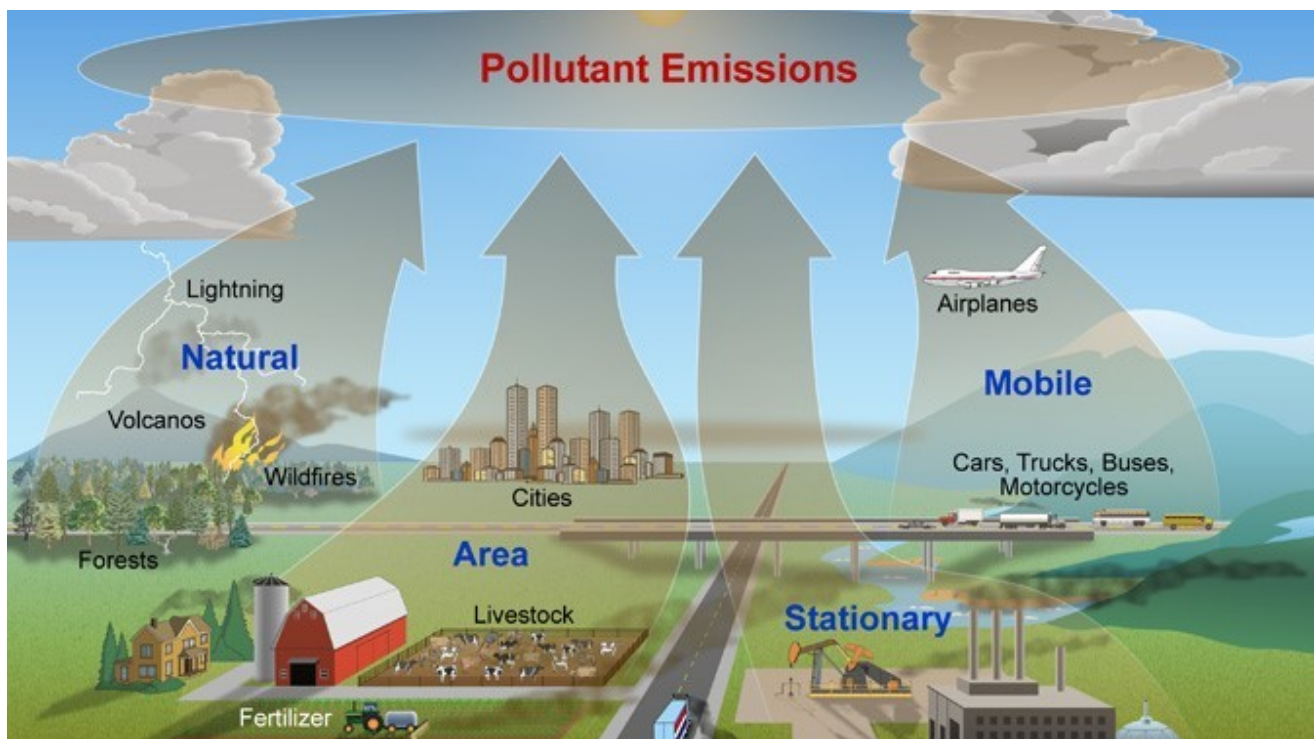 Pollutant Emissions
Lightning
Natural
Volcanos
Wildfires
Forests
Cities
Area
Livestock
Fertilizer
Airplanes
Mobile
Cars, Trucks, Buses,
Motorcycles
Stationary